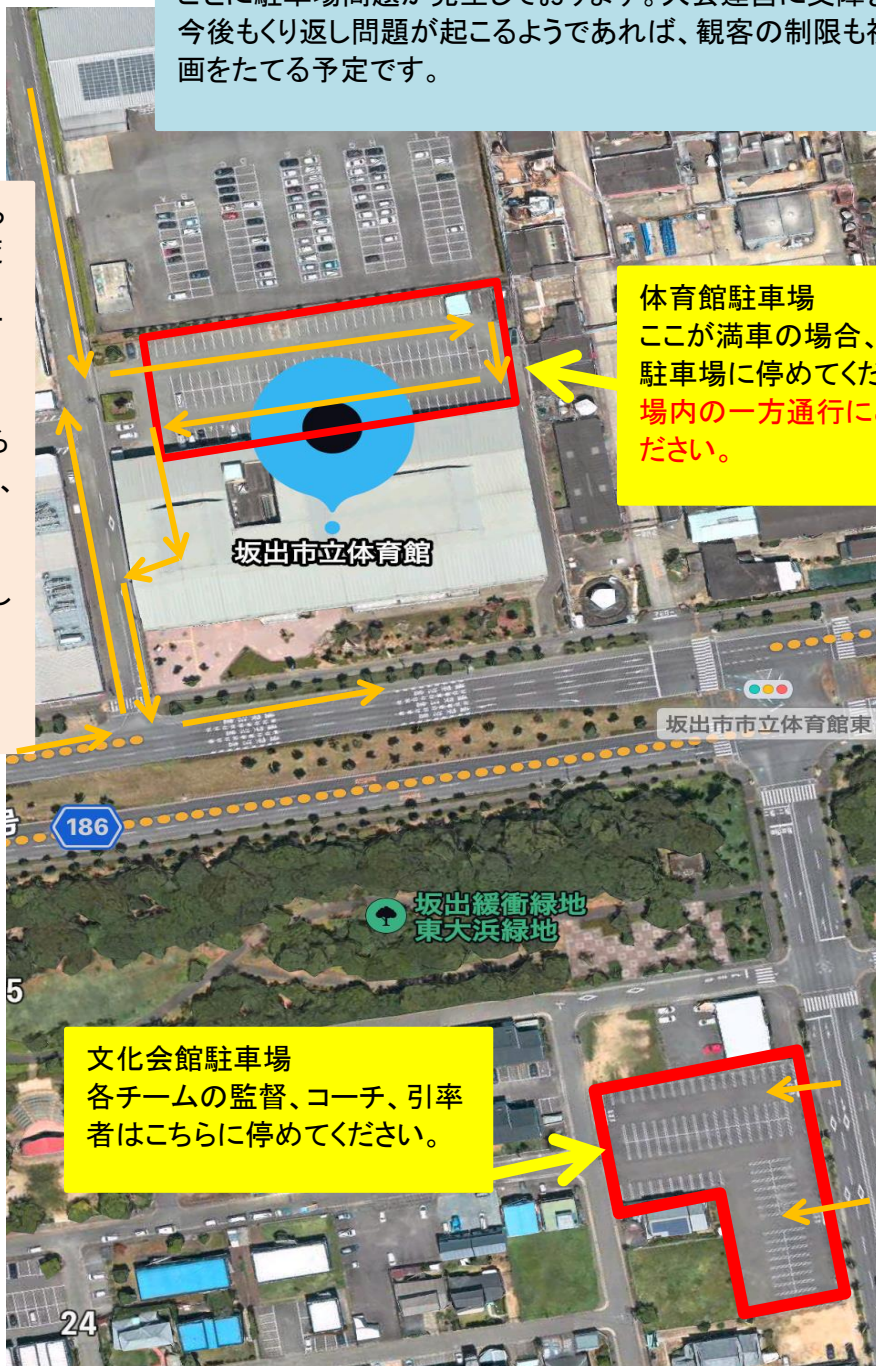 今後もくり返し問題が起こるようであれば、観客の制限も
画をたてる予定です。
体育館駐車場
ここが満車の場合、
駐車場に停めてくだ
場内の一方通行に
ださい。
坂出市立体育館
坂出市市立体育館東
186
坂出緩衝緑地
東大浜緑地
5
文化会館駐車場
各チームの監督、コーチ、引率
者はこちらに停めてください。
24